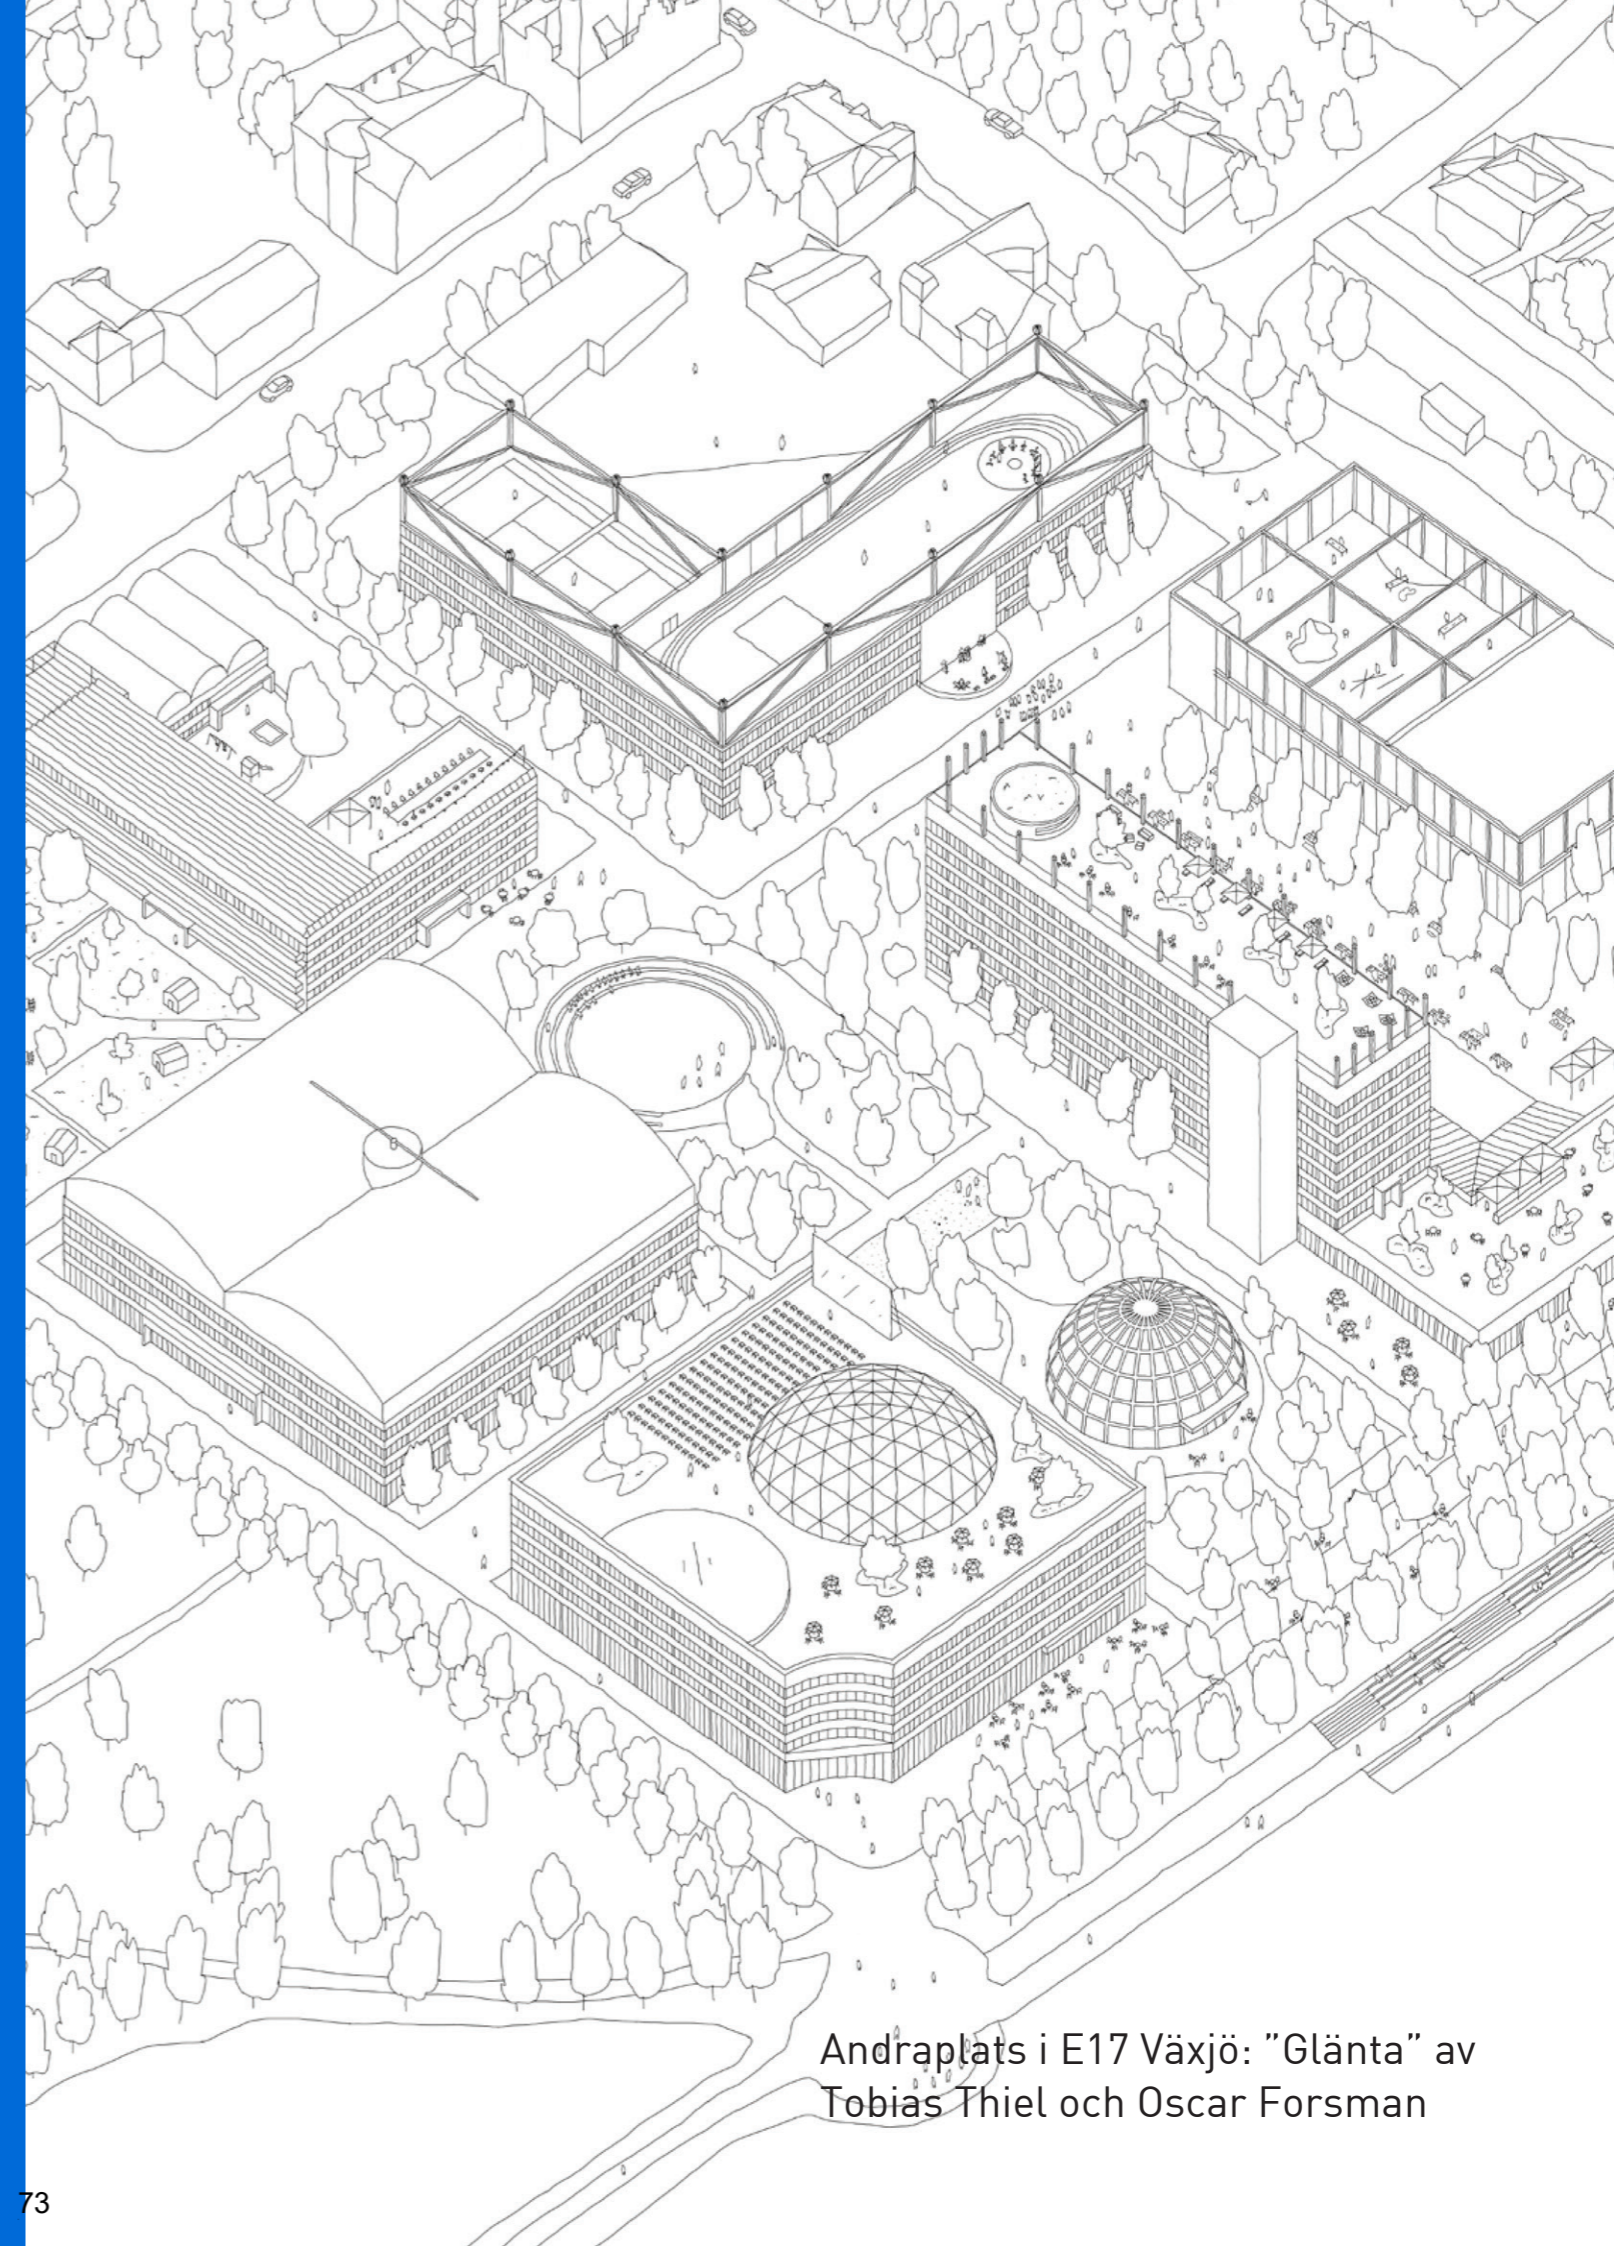 Andraplats i E17 Växjö: ”Glänta” av
Tobias Thiel och Oscar Forsman
73